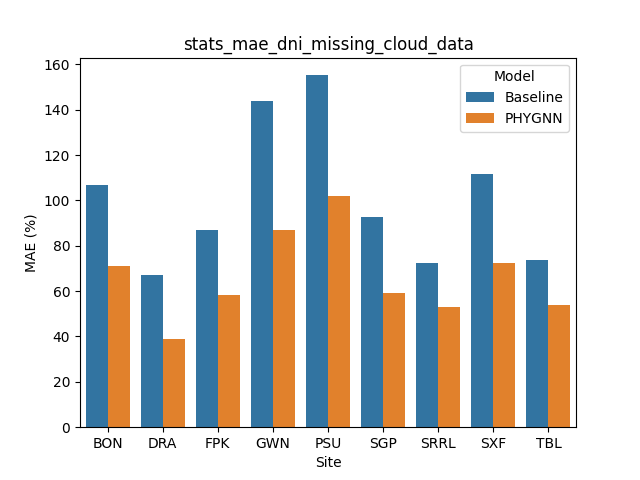 stats_mae_dni_missing_cloud_data
MAE (%)
160
140
120
100
80
60
40
20
0
Model
Baseline
PHYGNN
BON DRA FPK GWN PSU SGP SRRL SXF TBL
Site